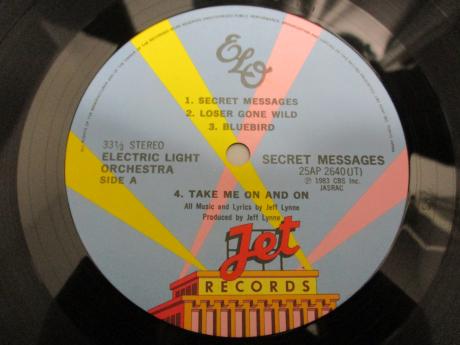 ELO
1. SECRET MESSAGES
2. LOSER GONE WILD
3. BLUEBIRD
33⅓ STEREO
ELECTRIC LIGHT
ORCHESTRA
SIDE A
SECRET MESSAGES
25AP 2640(JT)
℗ 1983 CBS Inc.
JASRAC
4. TAKE ME ON AND ON
All Music and Lyrics by Jeff Lynne
Produced by Jeff Lynne
Jet
RECORDS